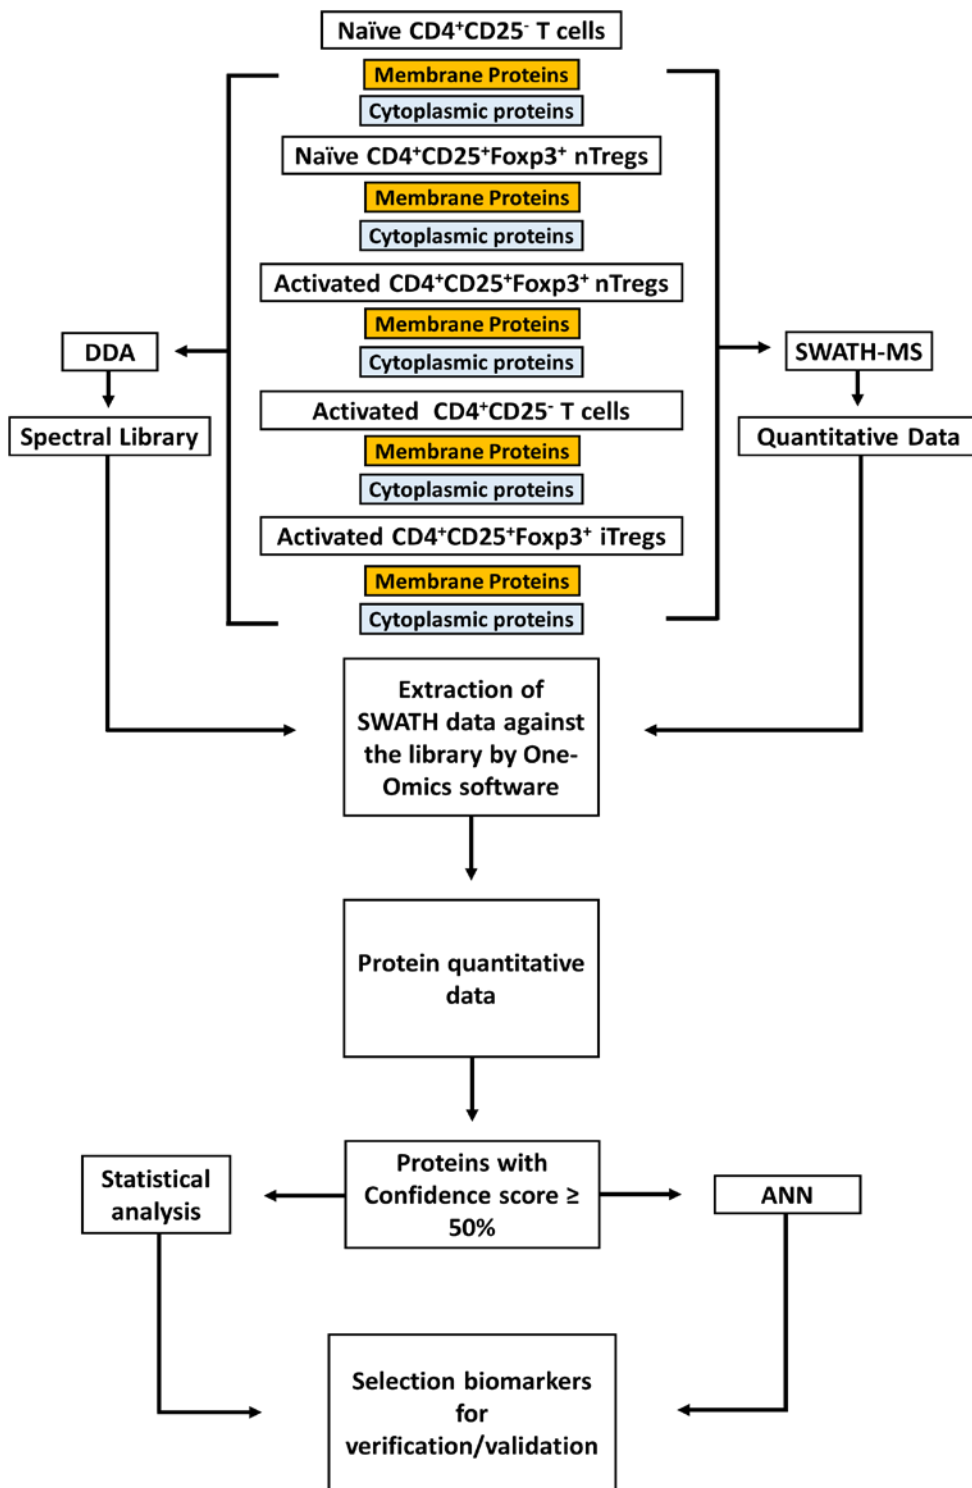 Naïve CD4⁺CD25⁻ T cells
Membrane Proteins
Cytoplasmic proteins
Naïve CD4⁺CD25⁺Foxp3⁺ nTregs
Membrane Proteins
Cytoplasmic proteins
Activated CD4⁺CD25⁺Foxp3⁺ nTregs
Membrane Proteins
Cytoplasmic proteins
Activated CD4⁺CD25⁻ T cells
Membrane Proteins
Cytoplasmic proteins
Activated CD4⁺CD25⁺Foxp3⁺ iTregs
Membrane Proteins
Cytoplasmic proteins
DDA
Spectral Library
SWATH-MS
Quantitative Data
Extraction of
SWATH data against
the library by One-
Omics software
Protein quantitative
data
Proteins with
Confidence score ≥
50%
Statistical
analysis
ANN
Selection biomarkers
for
verification/validation